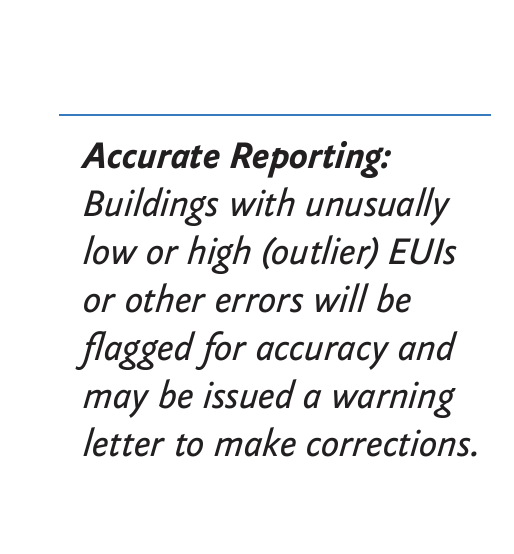 Accurate Reporting:
Buildings with unusually
low or high (outlier) EUIs
or other errors will be
flagged for accuracy and
may be issued a warning
letter to make corrections.